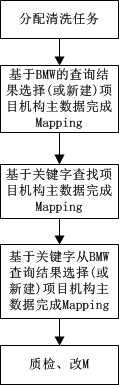 分配清洗任务
基于BMW的查询结
果选择(或新建)项
目机构主数据完成
Mapping
基于关键字查找项
目机构主数据完成
Mapping
基于关键字从BMW
查询结果选择(或
新建)项目机构主
数据完成Mapping
质检、改M